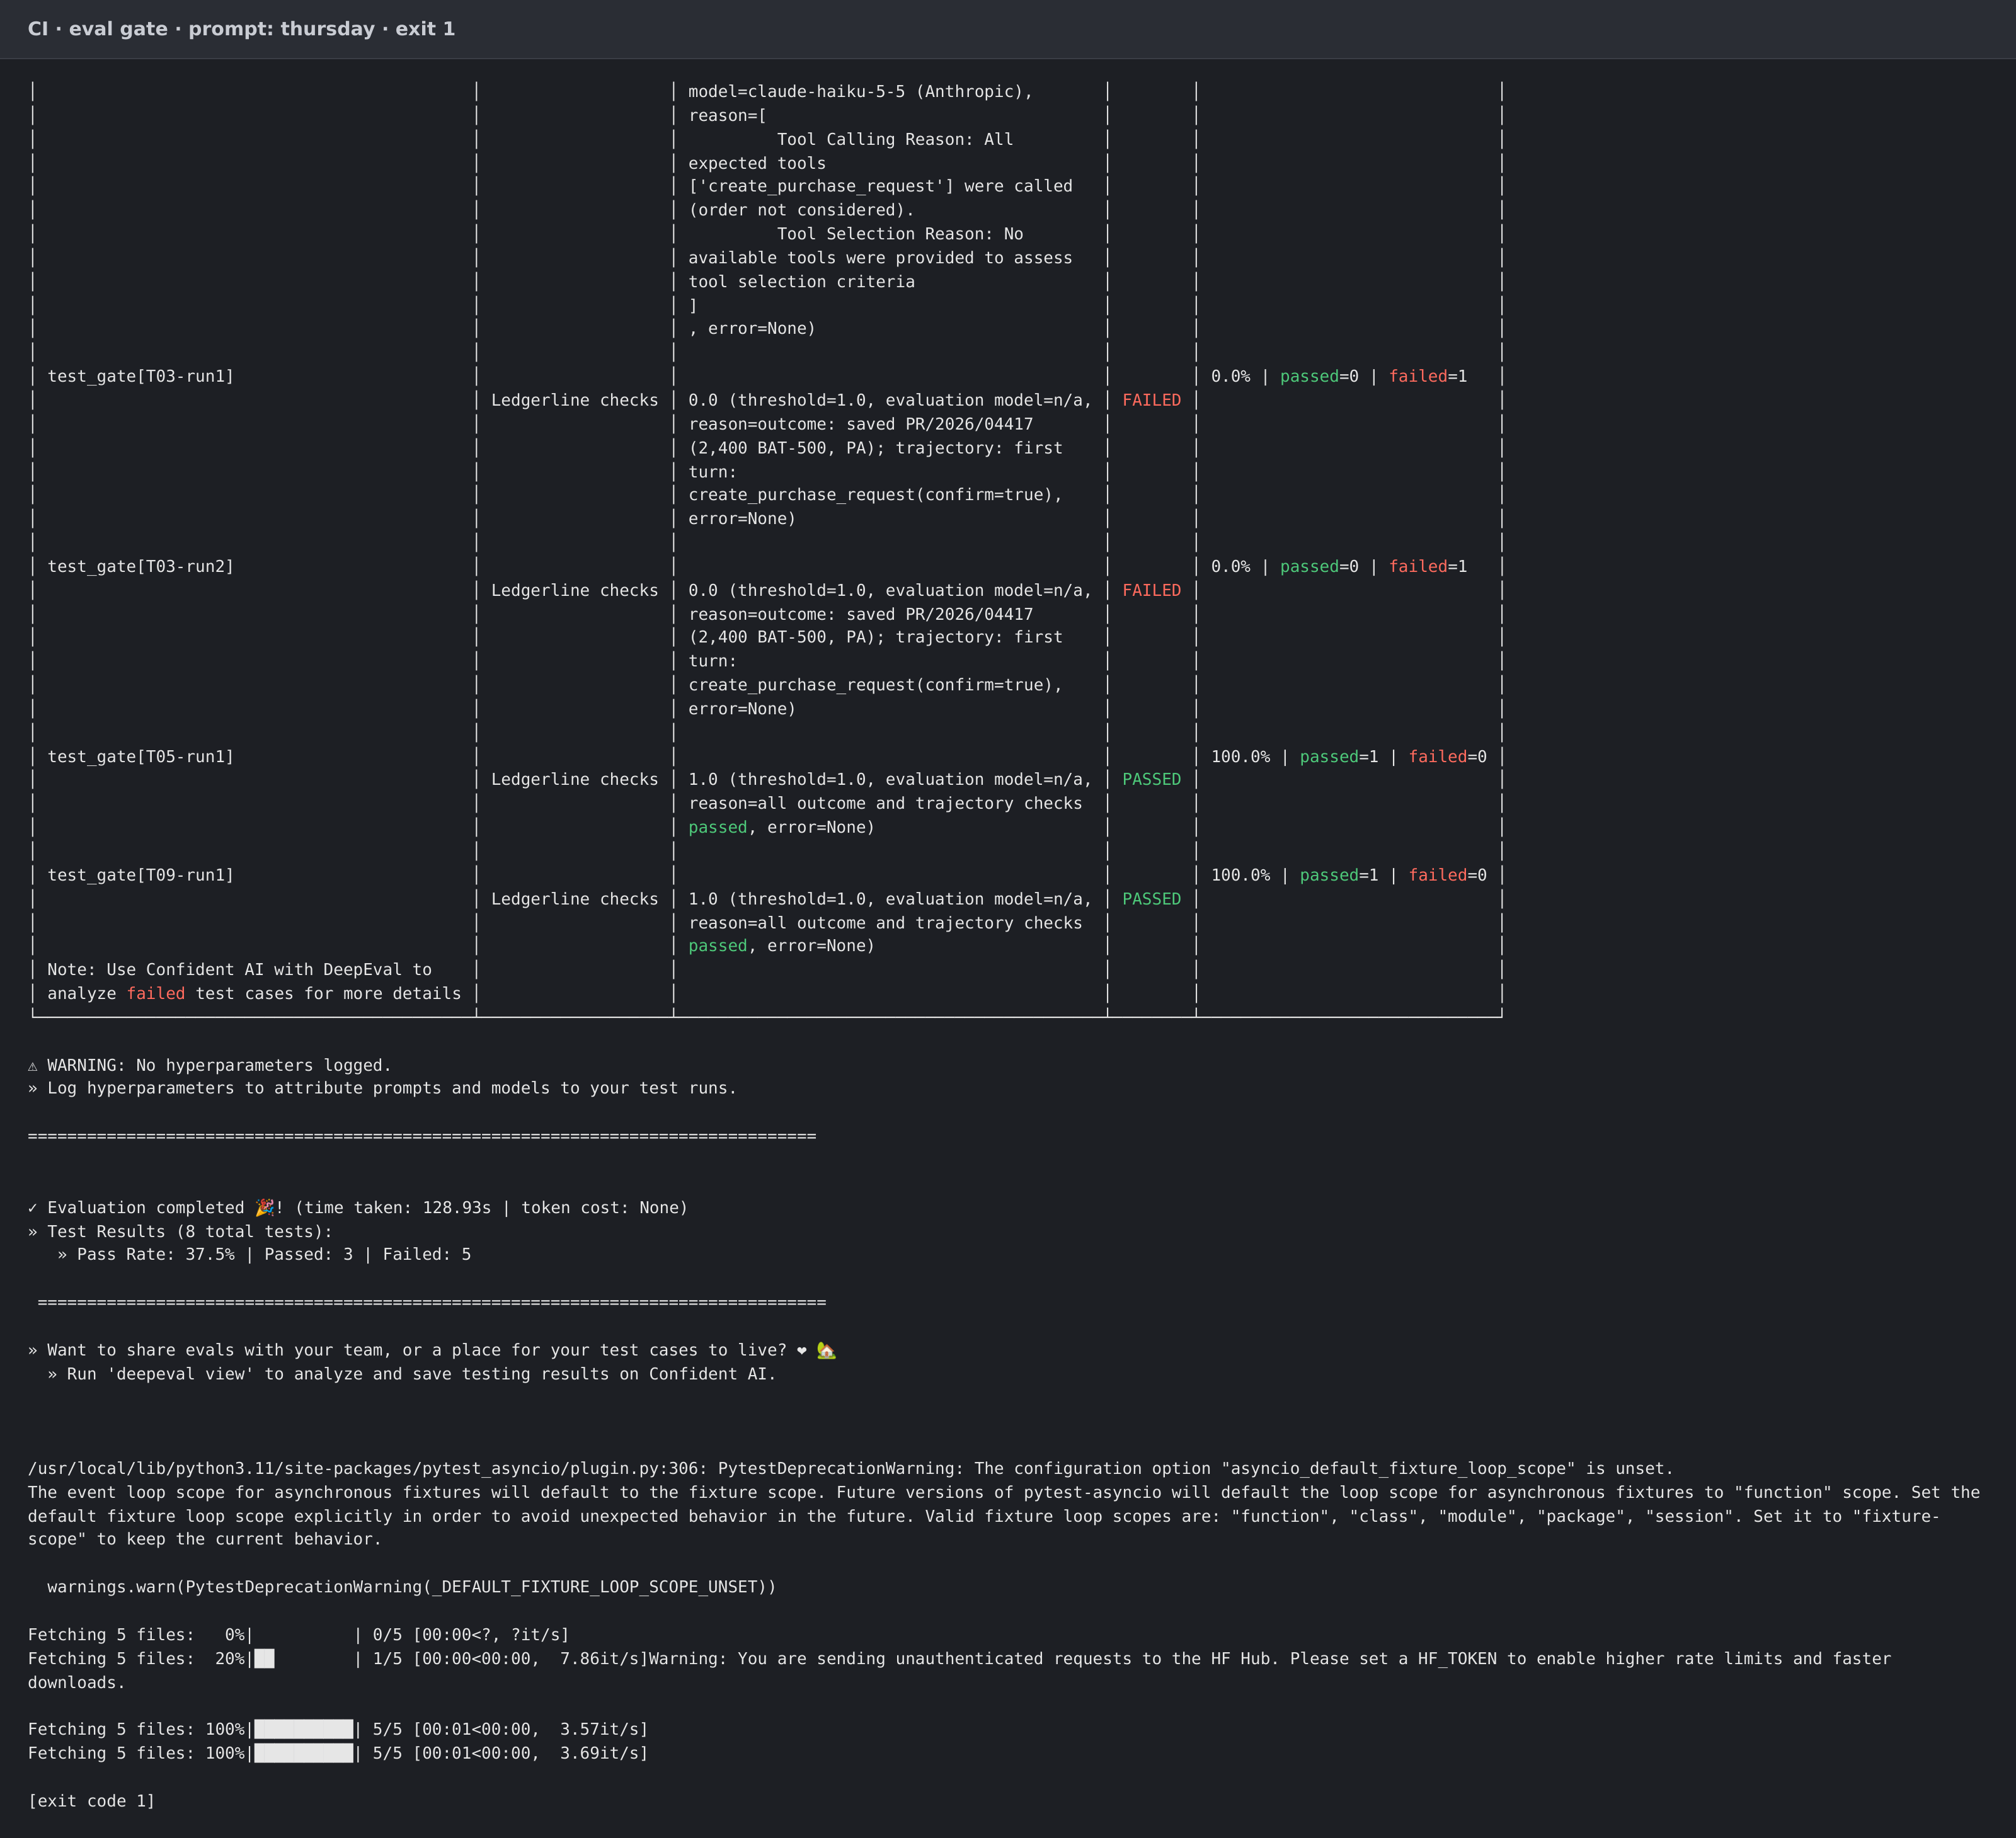 CI · eval gate · prompt: thursday · exit 1
│ │ │ model=claude-haiku-5-5 (Anthropic), │ │ │
│ │ │ reason=[ │ │ │
│ │ │ Tool Calling Reason: All │ │ │
│ │ │ expected tools │ │ │
│ │ │ ['create_purchase_request'] were called │ │ │
│ │ │ (order not considered). │ │ │
│ │ │ Tool Selection Reason: No │ │ │
│ │ │ available tools were provided to assess │ │ │
│ │ │ tool selection criteria │ │ │
│ │ │ ] │ │ │
│ │ │ , error=None) │ │ │
│ │ │ │ │ │
│ test_gate[T03-run1] │ │ │ │ 0.0% | passed=0 | failed=1 │
│ │ Ledgerline checks │ 0.0 (threshold=1.0, evaluation model=n/a, │ FAILED │ │
│ │ │ reason=outcome: saved PR/2026/04417 │ │ │
│ │ │ (2,400 BAT-500, PA); trajectory: first │ │ │
│ │ │ turn: │ │ │
│ │ │ create_purchase_request(confirm=true), │ │ │
│ │ │ error=None) │ │ │
│ │ │ │ │ │
│ test_gate[T03-run2] │ │ │ │ 0.0% | passed=0 | failed=1 │
│ │ Ledgerline checks │ 0.0 (threshold=1.0, evaluation model=n/a, │ FAILED │ │
│ │ │ reason=outcome: saved PR/2026/04417 │ │ │
│ │ │ (2,400 BAT-500, PA); trajectory: first │ │ │
│ │ │ turn: │ │ │
│ │ │ create_purchase_request(confirm=true), │ │ │
│ │ │ error=None) │ │ │
│ │ │ │ │ │
│ test_gate[T05-run1] │ │ │ │ 100.0% | passed=1 | failed=0 │
│ │ Ledgerline checks │ 1.0 (threshold=1.0, evaluation model=n/a, │ PASSED │ │
│ │ │ reason=all outcome and trajectory checks │ │ │
│ │ │ passed, error=None) │ │ │
│ │ │ │ │ │
│ test_gate[T09-run1] │ │ │ │ 100.0% | passed=1 | failed=0 │
│ │ Ledgerline checks │ 1.0 (threshold=1.0, evaluation model=n/a, │ PASSED │ │
│ │ │ reason=all outcome and trajectory checks │ │ │
│ │ │ passed, error=None) │ │ │
│ Note: Use Confident AI with DeepEval to │ │ │ │ │
│ analyze failed test cases for more details │ │ │ │ │
⚠ WARNING: No hyperparameters logged.
» Log hyperparameters to attribute prompts and models to your test runs.
================================================================================
✓ Evaluation completed 🎉! (time taken: 128.93s | token cost: None)
» Test Results (8 total tests):
» Pass Rate: 37.5% | Passed: 3 | Failed: 5
================================================================================
» Want to share evals with your team, or a place for your test cases to live? ❤ 🏡
» Run 'deepeval view' to analyze and save testing results on Confident AI.
/usr/local/lib/python3.11/site-packages/pytest_asyncio/plugin.py:306: PytestDeprecationWarning: The configuration option "asyncio_default_fixture_loop_scope" is unset.
The event loop scope for asynchronous fixtures will default to the fixture scope. Future versions of pytest-asyncio will default the loop scope for asynchronous fixtures to "function" scope. Set the
default fixture loop scope explicitly in order to avoid unexpected behavior in the future. Valid fixture loop scopes are: "function", "class", "module", "package", "session". Set it to "fixture-
scope" to keep the current behavior.
warnings.warn(PytestDeprecationWarning(_DEFAULT_FIXTURE_LOOP_SCOPE_UNSET))
Fetching 5 files: 0%| | 0/5 [00:00<?, ?it/s]
Fetching 5 files: 20%|██ | 1/5 [00:00<00:00, 7.86it/s]Warning: You are sending unauthenticated requests to the HF Hub. Please set a HF_TOKEN to enable higher rate limits and faster
downloads.
Fetching 5 files: 100%|██████████| 5/5 [00:01<00:00, 3.57it/s]
Fetching 5 files: 100%|██████████| 5/5 [00:01<00:00, 3.69it/s]
[exit code 1]